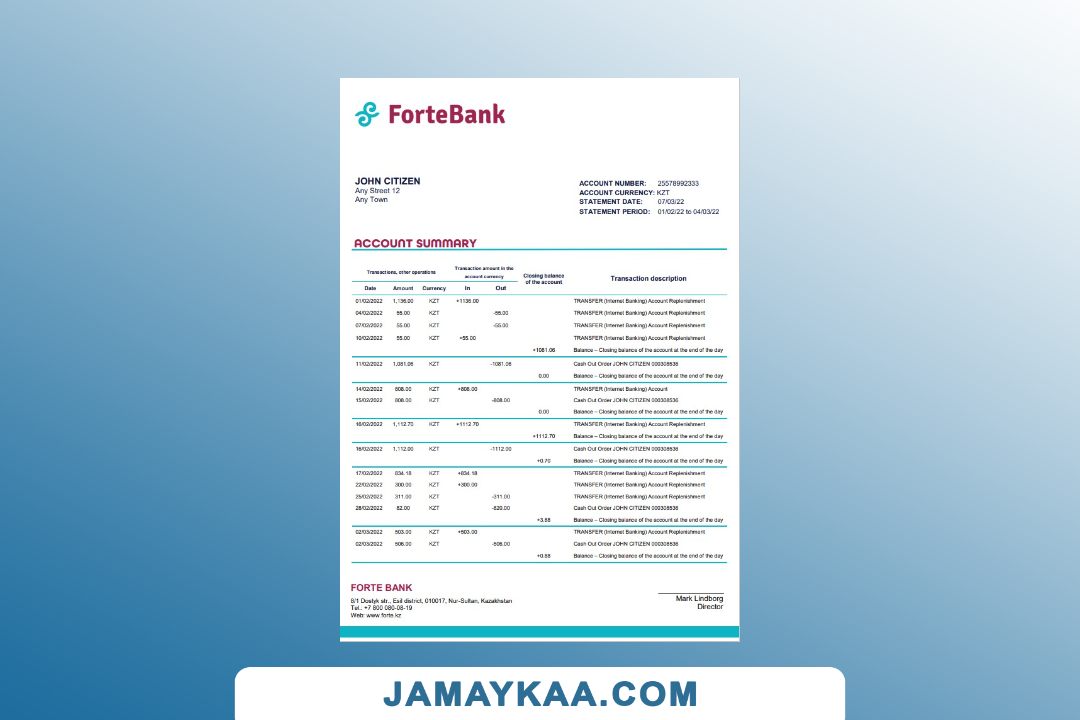 ForteBank
JOHN CITIZEN
Any Street 12
Any Town
ACCOUNT NUMBER: 25578992333
ACCOUNT CURRENCY: KZT
STATEMENT DATE: 07/03/22
STATEMENT PERIOD: 01/02/22 to 04/03/22
ACCOUNT SUMMARY
Transactions, other operations
Transaction amount in the
account currency
Closing balance
of the account
Transaction description
Date Amount Currency In Out
01/02/2022 1,136.00 KZT +1136.00 TRANSFER (Internet Banking) Account Replenishment
04/02/2022 55.00 KZT -55.00 TRANSFER (Internet Banking) Account Replenishment
07/02/2022 55.00 KZT -55.00 TRANSFER (Internet Banking) Account Replenishment
10/02/2022 55.00 KZT +55.00 TRANSFER (Internet Banking) Account Replenishment
+1081.06 Balance – Closing balance of the account at the end of the day
11/02/2022 1,081.06 KZT -1081.06 Cash Out Order JOHN CITIZEN 000308536
0.00 Balance – Closing balance of the account at the end of the day
14/02/2022 808.00 KZT +808.00 TRANSFER (Internet Banking) Account
15/02/2022 808.00 KZT -808.00 Cash Out Order JOHN CITIZEN 000308536
0.00 Balance – Closing balance of the account at the end of the day
16/02/2022 1,112.70 KZT +1112.70 TRANSFER (Internet Banking) Account Replenishment
+1112.70 Balance – Closing balance of the account at the end of the day
16/02/2022 1,112.00 KZT -1112.00 Cash Out Order JOHN CITIZEN 000308536
+0.70 Balance – Closing balance of the account at the end of the day
17/02/2022 834.18 KZT +834.18 TRANSFER (Internet Banking) Account Replenishment
22/02/2022 300.00 KZT +300.00 TRANSFER (Internet Banking) Account Replenishment
25/02/2022 311.00 KZT -311.00 TRANSFER (Internet Banking) Account Replenishment
28/02/2022 82.00 KZT -820.00 Cash Out Order JOHN CITIZEN 000308536
+3.88 Balance – Closing balance of the account at the end of the day
02/03/2022 503.00 KZT +503.00 TRANSFER (Internet Banking) Account Replenishment
02/03/2022 506.00 KZT -506.00 Cash Out Order JOHN CITIZEN 000308536
+0.88 Balance – Closing balance of the account at the end of the day
FORTE BANK
8/1 Dostyk str., Esil district, 010017, Nur-Sultan, Kazakhstan
Tel.: +7 800 080-08-19
Web: www.forte.kz
Mark Lindborg
Director
JAMAYKAA.COM